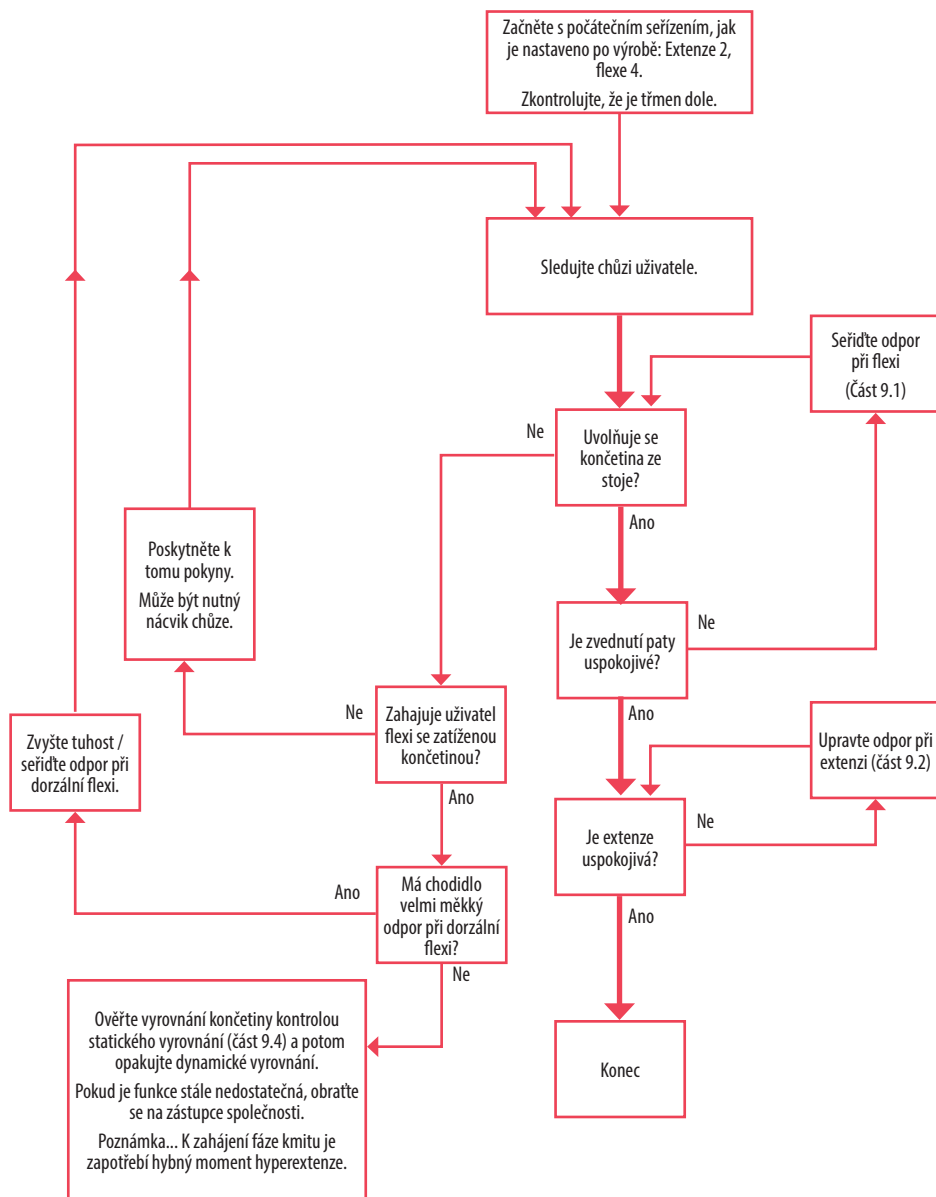 Začněte s počátečním seřízením, jak
je nastaveno po výrobě: Extenze 2,
flexe 4.
Zkontrolujte, že je třmen dole.
Sledujte chůzi uživatele.
Seřiďte odpor
při flexi
(Část 9.1)
Ne
Uvolňuje se
končetina ze
stoje?
Ano
Poskytněte k
tomu pokyny.
Může být nutný
nácvik chůze.
Je zvednutí paty
uspokojivé?
Ne
Ano
Zvyšte tuhost /
seřiďte odpor při
dorzální flexi.
Ne
Zahajuje uživatel
flexi se zatíženou
končetinou?
Ano
Upravte odpor při
extenzi (část 9.2)
Je extenze
uspokojivá?
Ne
Ano
Ano
Má chodidlo
velmi měkký
odpor při dorzální
flexi?
Ne
Ověřte vyrovnání končetiny kontrolou
statického vyrovnání (část 9.4) a potom
opakujte dynamické vyrovnání.
Pokud je funkce stále nedostatečná, obraťte
se na zástupce společnosti.
Poznámka... K zahájení fáze kmitu je
zapotřebí hybný moment hyperextenze.
Konec